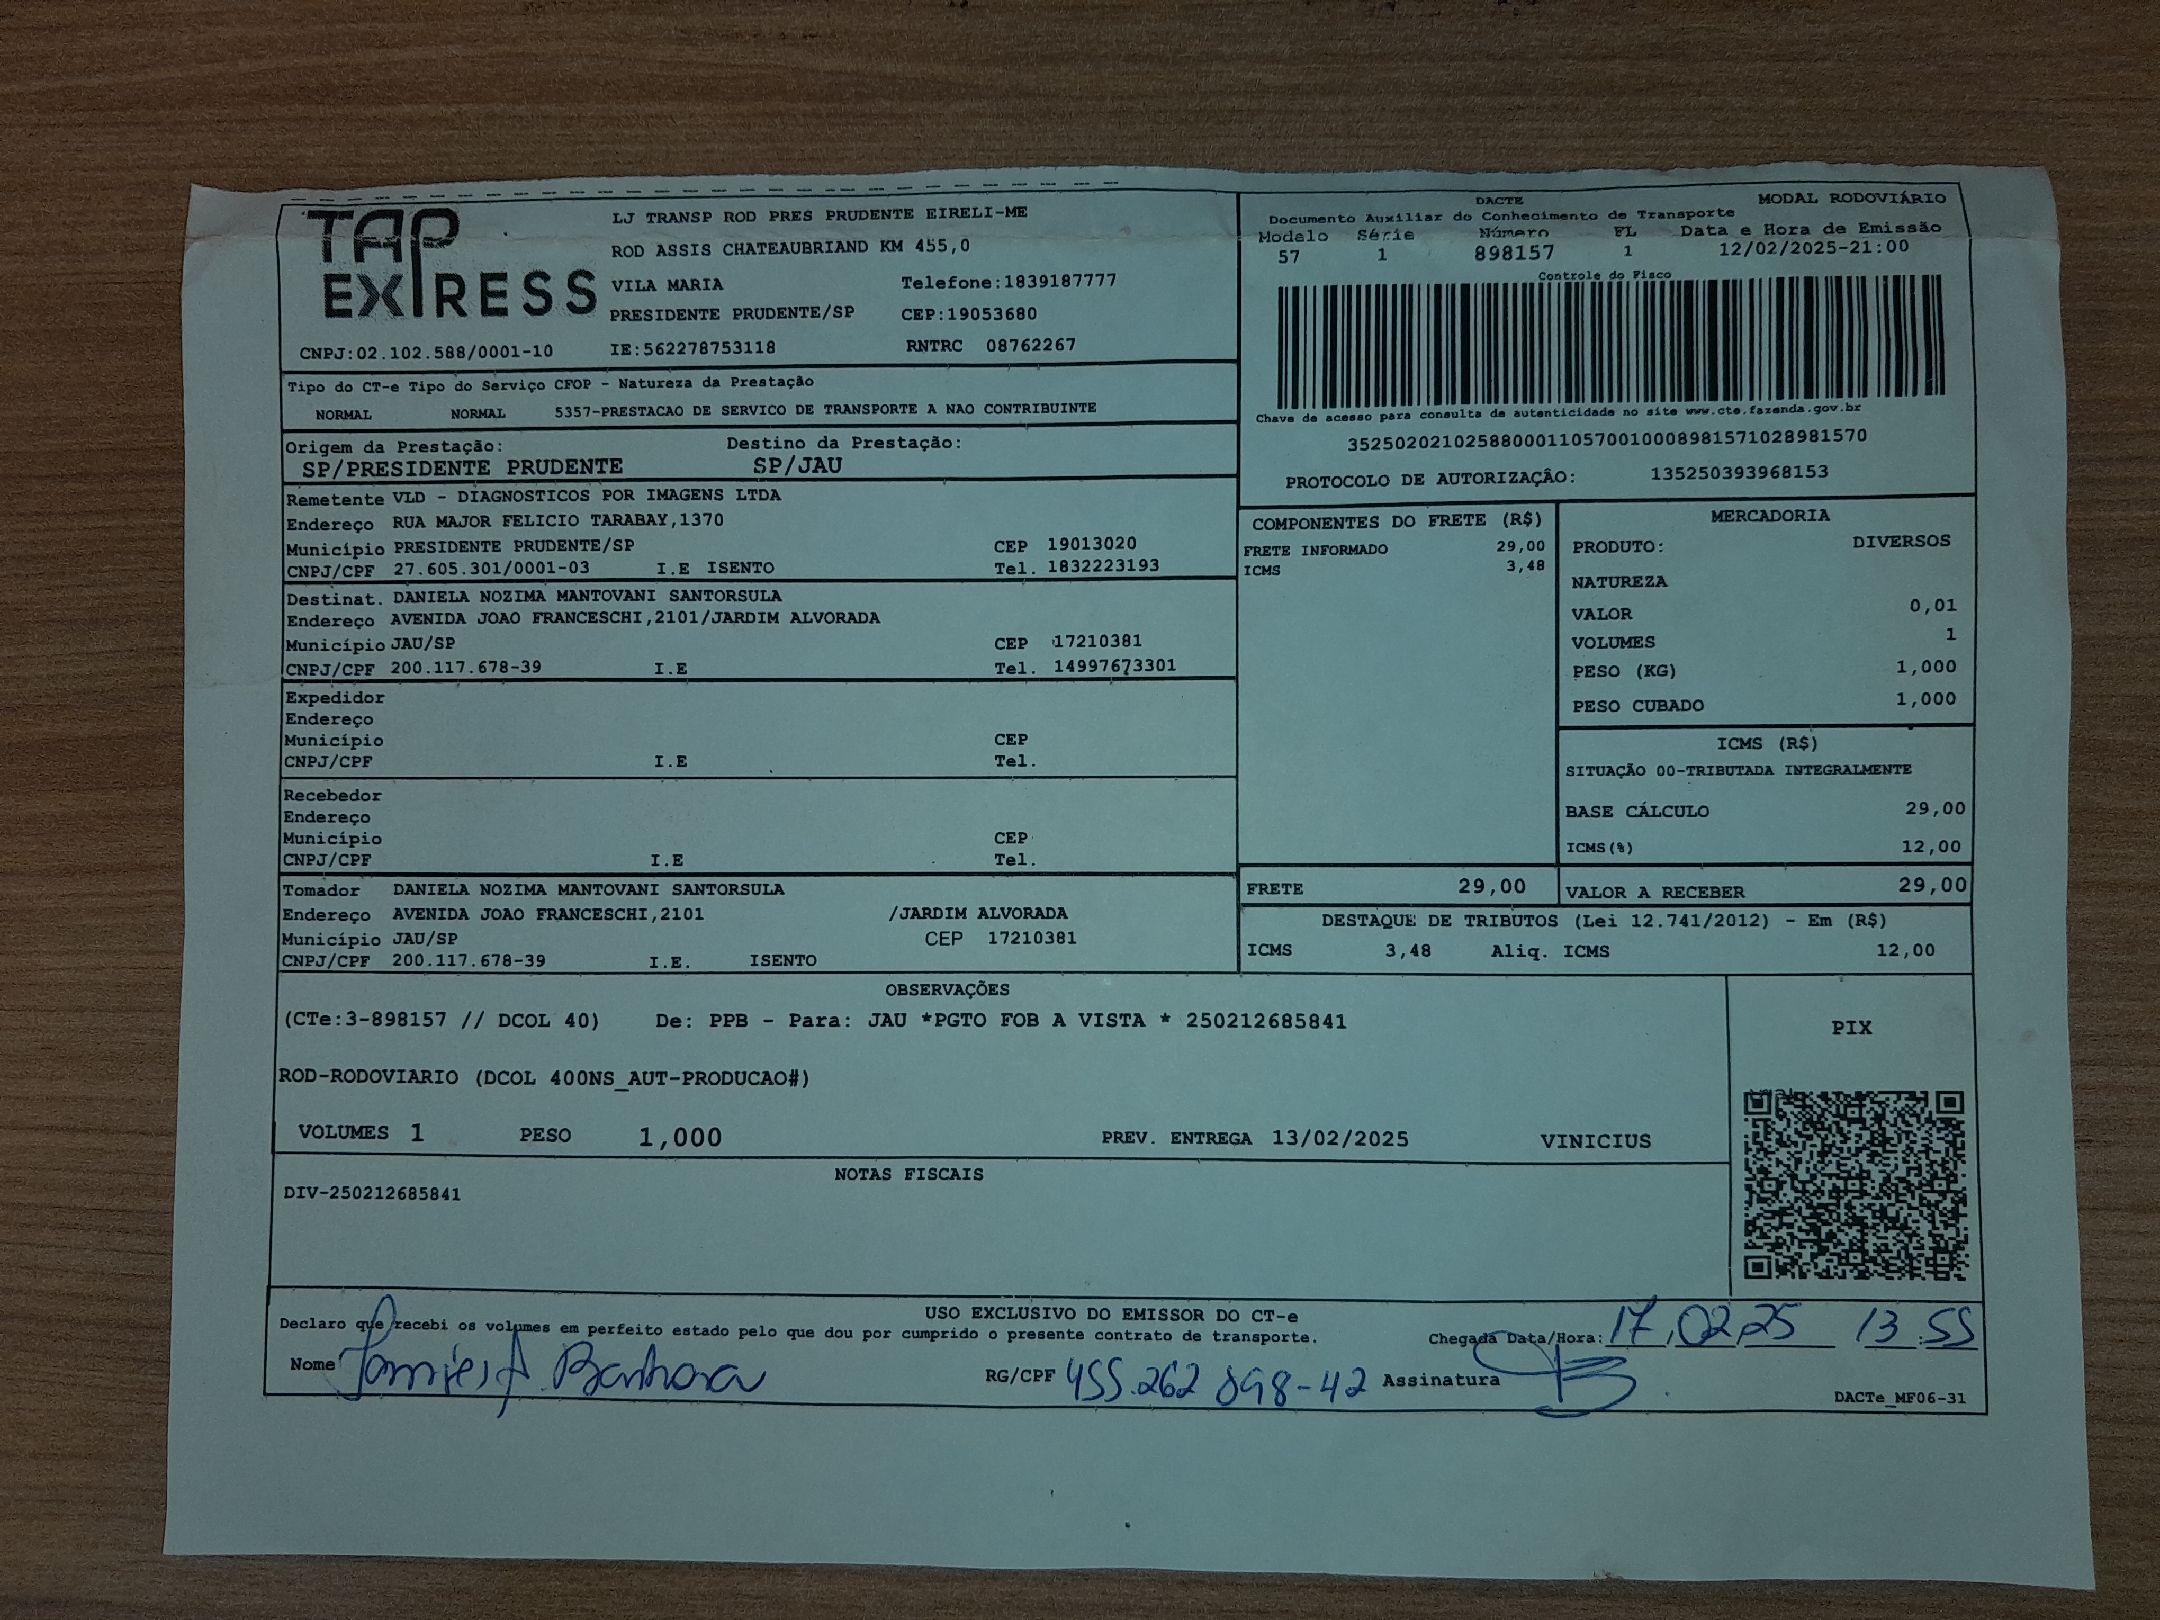 TAP EXPRESS
LJ TRANSP ROD PRES PRUDENTE EIRELI-ME
ROD ASSIS CHATEAUBRIAND KM 455,0
VILA MARIA Telefone:1839187777
PRESIDENTE PRUDENTE/SP CEP:19053680
CNPJ:02.102.588/0001-10 IE:562278753118 RNTRC 08762267
DACTE MODAL RODOVIÁRIO
Documento Auxiliar do Conhecimento de Transporte
Modelo Série Número FL Data e Hora de Emissão
57 1 898157 1 12/02/2025-21:00
Controle do Fisco
Chave de acesso para consulta de autenticidade no site www.cte.fazenda.gov.br
35250202102588000110570010008981571028981570
PROTOCOLO DE AUTORIZAÇÂO: 135250393968153
Tipo do CT-e Tipo do Serviço CFOP - Natureza da Prestação
NORMAL NORMAL 5357-PRESTACAO DE SERVICO DE TRANSPORTE A NAO CONTRIBUINTE
Origem da Prestação: Destino da Prestação:
SP/PRESIDENTE PRUDENTE SP/JAU
Remetente VLD - DIAGNOSTICOS POR IMAGENS LTDA
Endereço RUA MAJOR FELICIO TARABAY,1370
Município PRESIDENTE PRUDENTE/SP CEP 19013020
CNPJ/CPF 27.605.301/0001-03 I.E ISENTO Tel. 1832223193
Destinat. DANIELA NOZIMA MANTOVANI SANTORSULA
Endereço AVENIDA JOAO FRANCESCHI,2101/JARDIM ALVORADA
Município JAU/SP CEP 17210381
CNPJ/CPF 200.117.678-39 I.E Tel. 14997673301
Expedidor
Endereço
Município CEP
CNPJ/CPF I.E Tel.
Recebedor
Endereço
Município CEP
CNPJ/CPF I.E Tel.
Tomador DANIELA NOZIMA MANTOVANI SANTORSULA
Endereço AVENIDA JOAO FRANCESCHI,2101 /JARDIM ALVORADA
Município JAU/SP CEP 17210381
CNPJ/CPF 200.117.678-39 I.E. ISENTO
COMPONENTES DO FRETE (R$)
FRETE INFORMADO 29,00
ICMS 3,48
MERCADORIA
PRODUTO: DIVERSOS
NATUREZA
VALOR 0,01
VOLUMES 1
PESO (KG) 1,000
PESO CUBADO 1,000
ICMS (R$)
SITUAÇÃO 00-TRIBUTADA INTEGRALMENTE
BASE CÁLCULO 29,00
ICMS(%) 12,00
FRETE 29,00 VALOR A RECEBER 29,00
DESTAQUE DE TRIBUTOS (Lei 12.741/2012) - Em (R$)
ICMS 3,48 Aliq. ICMS 12,00
OBSERVAÇÕES
(CTe:3-898157 // DCOL 40) De: PPB - Para: JAU *PGTO FOB A VISTA * 250212685841
ROD-RODOVIARIO (DCOL 400NS_AUT-PRODUCAO#)
VOLUMES 1 PESO 1,000 PREV. ENTREGA 13/02/2025 VINICIUS
PIX
NOTAS FISCAIS
DIV-250212685841
USO EXCLUSIVO DO EMISSOR DO CT-e
Declaro que recebi os volumes em perfeito estado pelo que dou por cumprido o presente contrato de transporte.
Chegada Data/Hora: 17,02,25 13:55
Nome A. Barbosa RG/CPF 455.262 898-42 Assinatura
DACTe_MF06-31